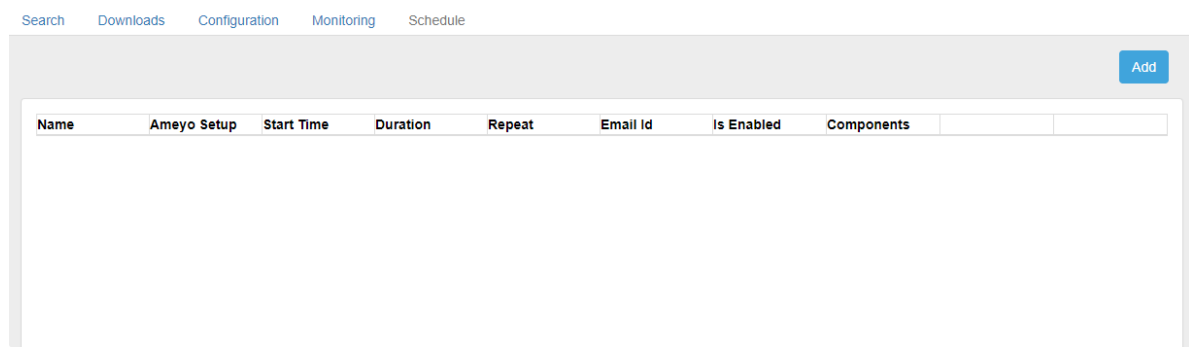 Search Downloads Configuration Monitoring Schedule
Add
Name Ameyo Setup Start Time Duration Repeat Email Id Is Enabled Components